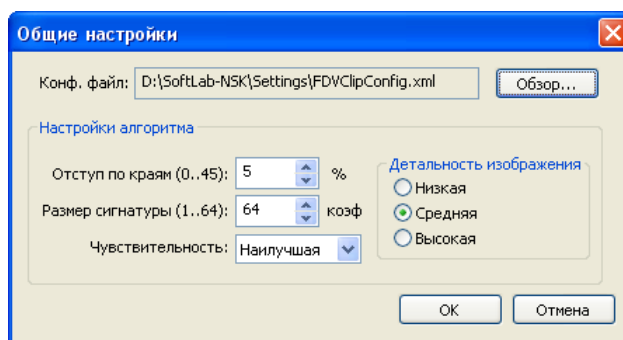 Общие настройки
Конф. файл: D:\SoftLab-NSK\Settings\FDVClipConfig.xml Обзор...
Настройки алгоритма
Отступ по краям (0..45): 5 %
Размер сигнатуры (1..64): 64 коэф
Чувствительность: Наилучшая
Детальность изображения
Низкая
Средняя
Высокая
OK Отмена